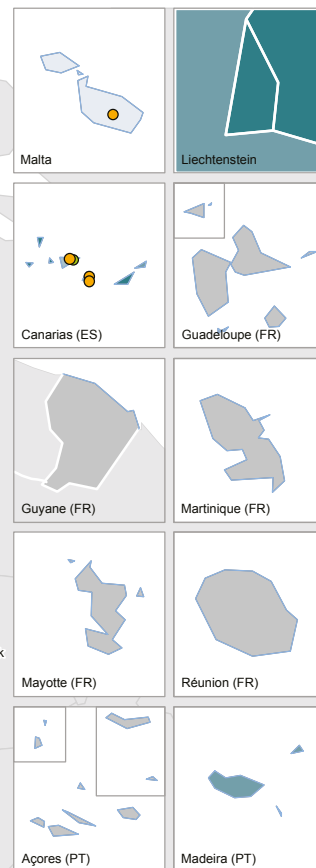 Malta
Liechtenstein
Canarias (ES)
Guadeloupe (FR)
Guyane (FR)
Martinique (FR)
Mayotte (FR)
Réunion (FR)
k
Açores (PT)
Madeira (PT)